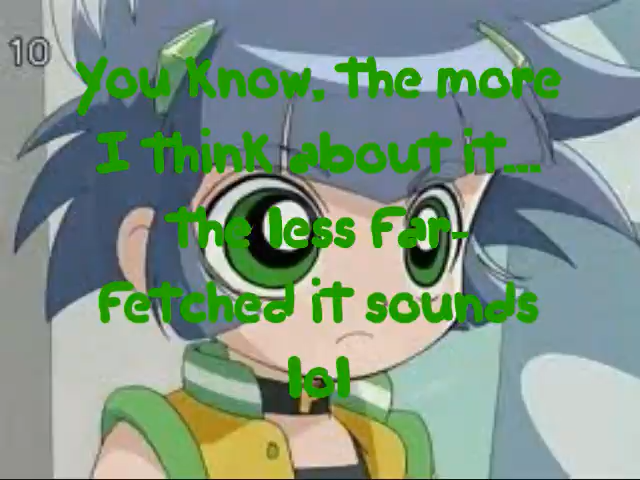 10
You Know, the more
I think about it...
the less far-
fetched it sounds
lol